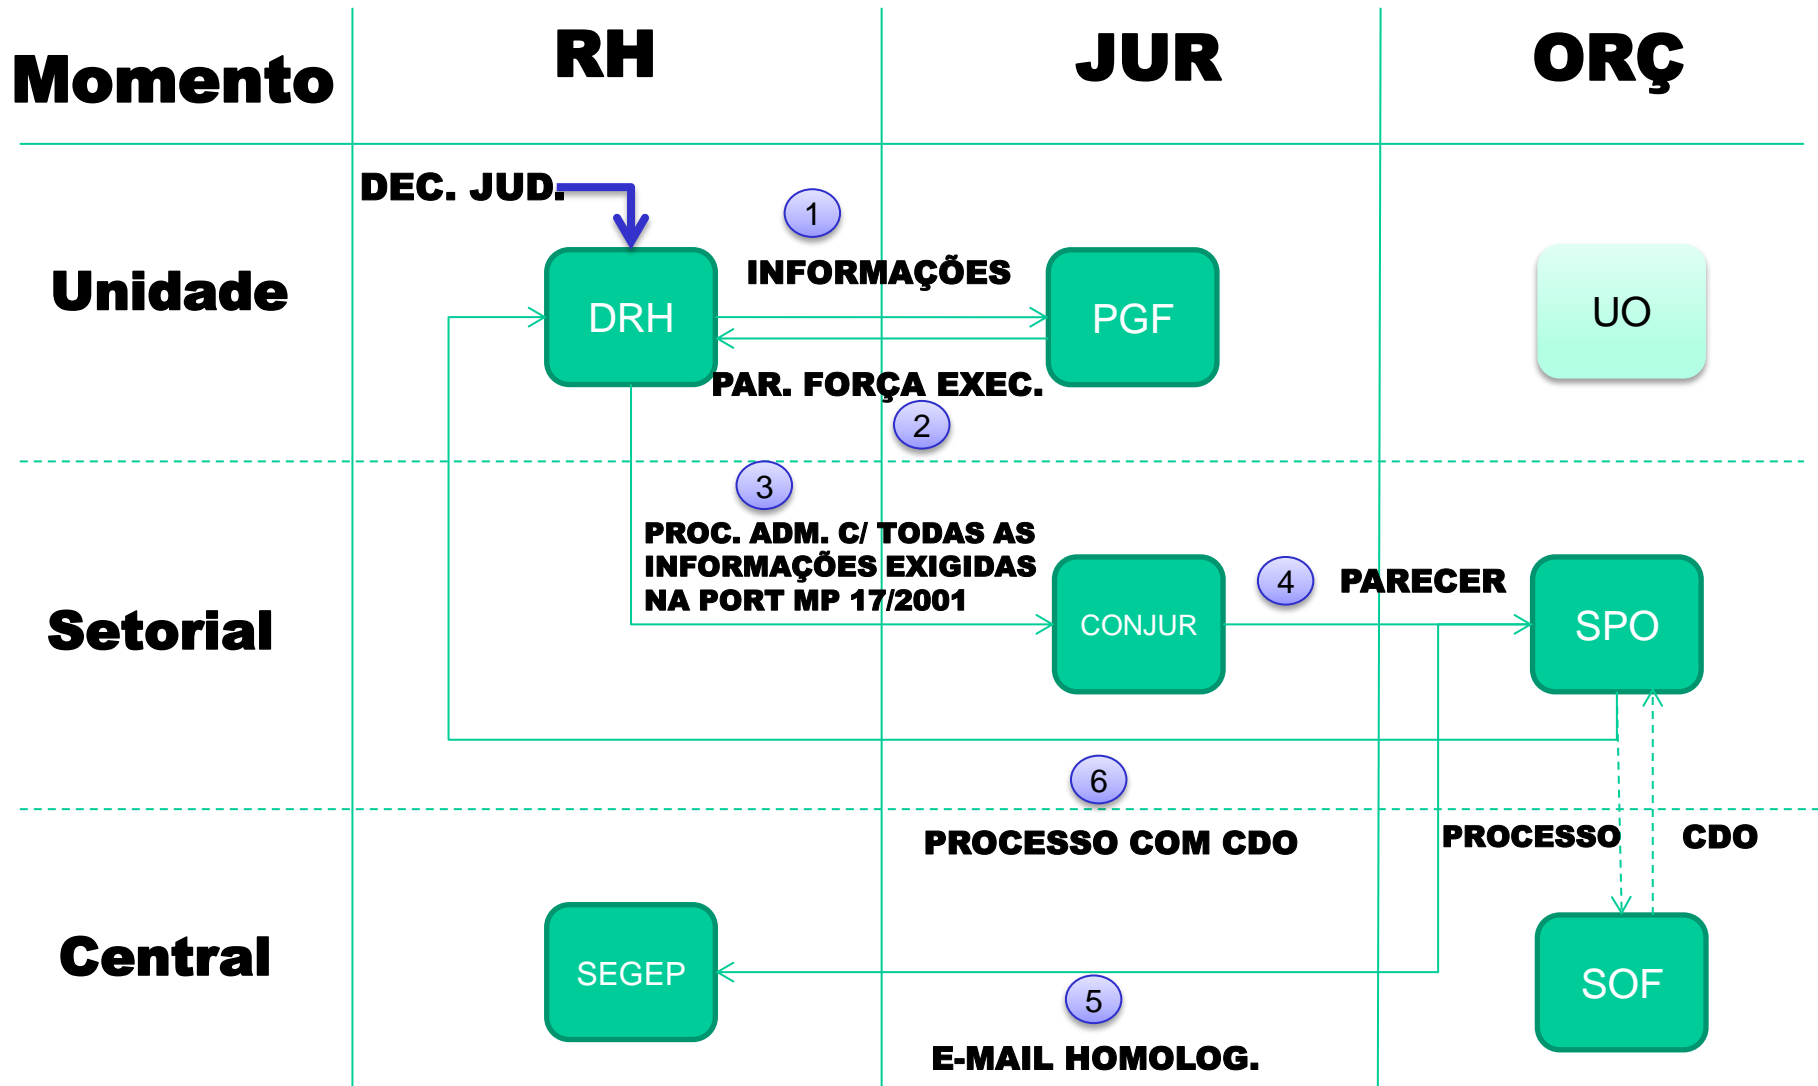 Momento
RH
JUR
ORÇ
DEC. JUD.
1
INFORMAÇÕES
Unidade
DRH
PGF
UO
PAR. FORÇA EXEC.
2
3
PROC. ADM. C/ TODAS AS
INFORMAÇÕES EXIGIDAS
NA PORT MP 17/2001
4
PARECER
Setorial
CONJUR
SPO
6
PROCESSO COM CDO
PROCESSO
CDO
Central
SEGEP
SOF
5
E-MAIL HOMOLOG.